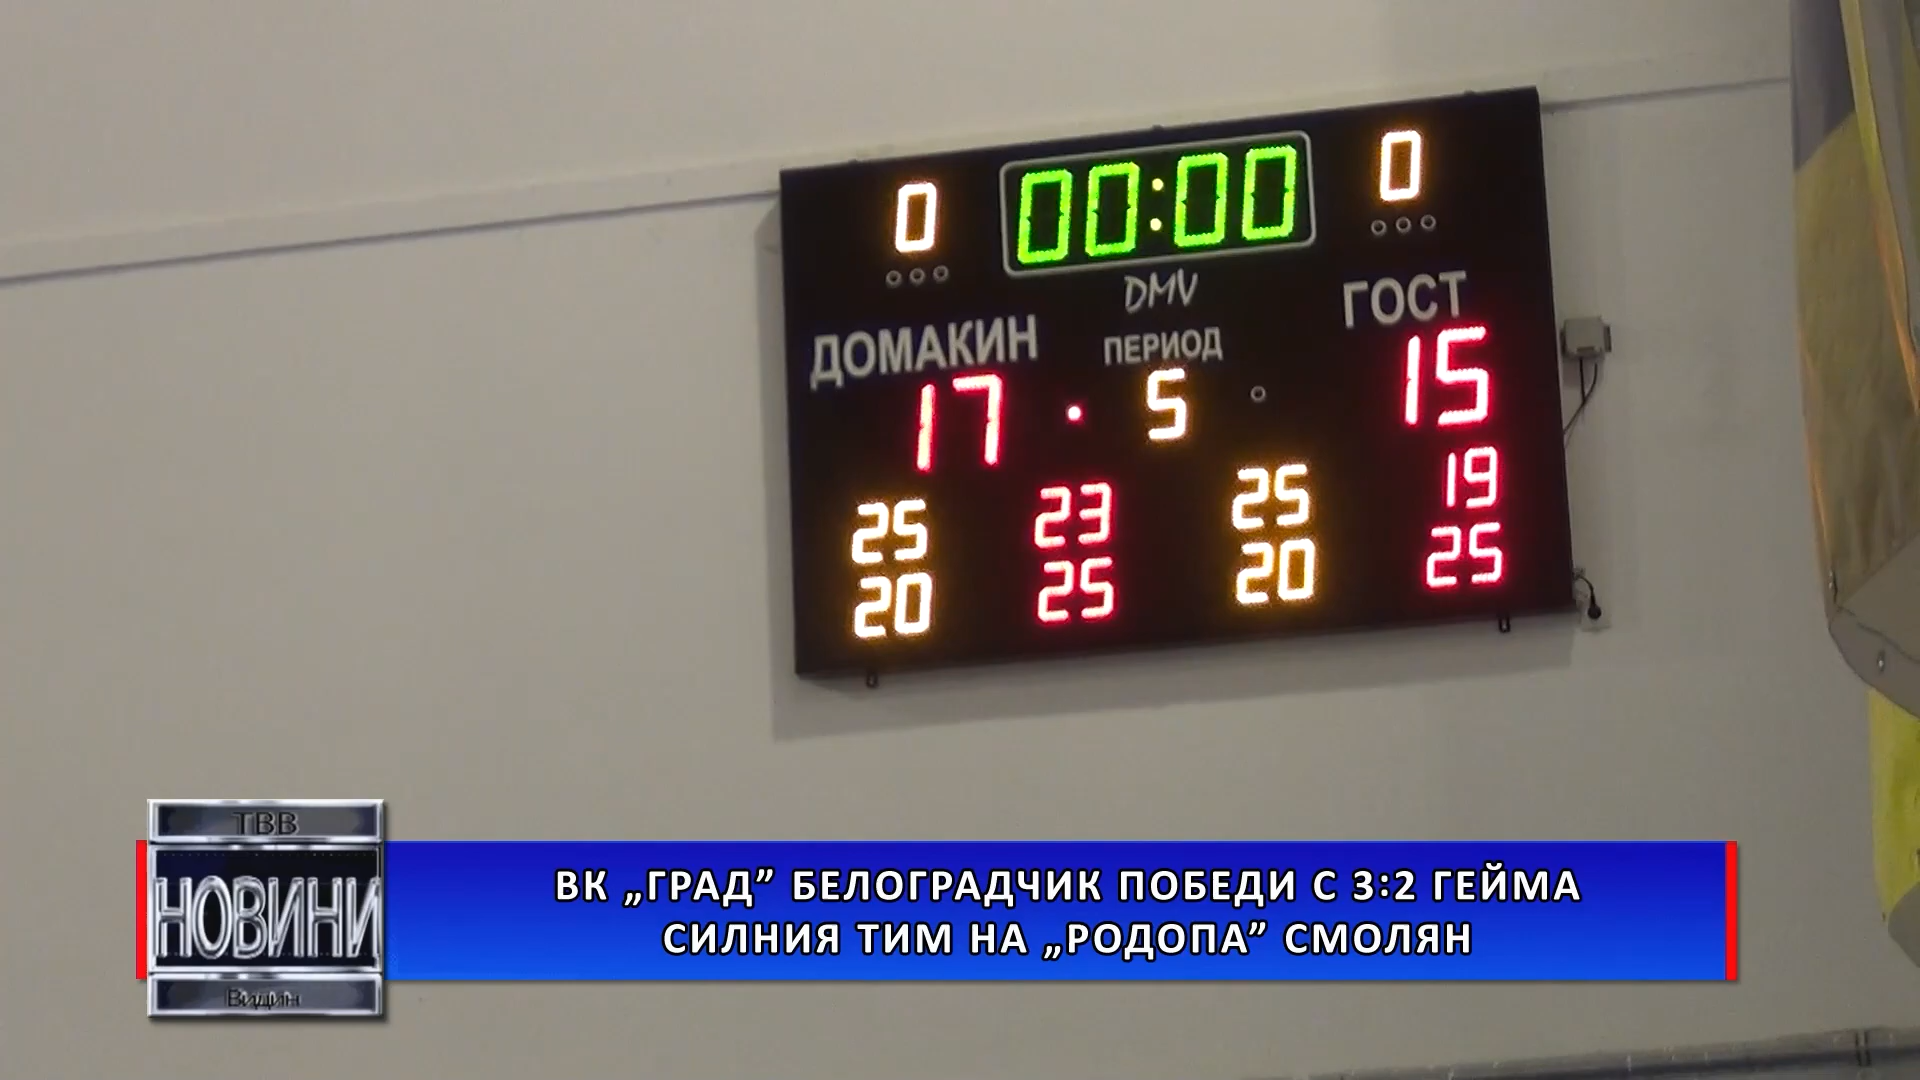 0 00:00 0
DMV
ДОМАКИН ПЕРИОД ГОСТ
17 5 15
25 23 25 19
20 25 20 25
ТВВ
НОВИНИ
Видин
ВК „ГРАД” БЕЛОГРАДЧИК ПОБЕДИ С 3:2 ГЕЙМА
СИЛНИЯ ТИМ НА „РОДОПА” СМОЛЯН